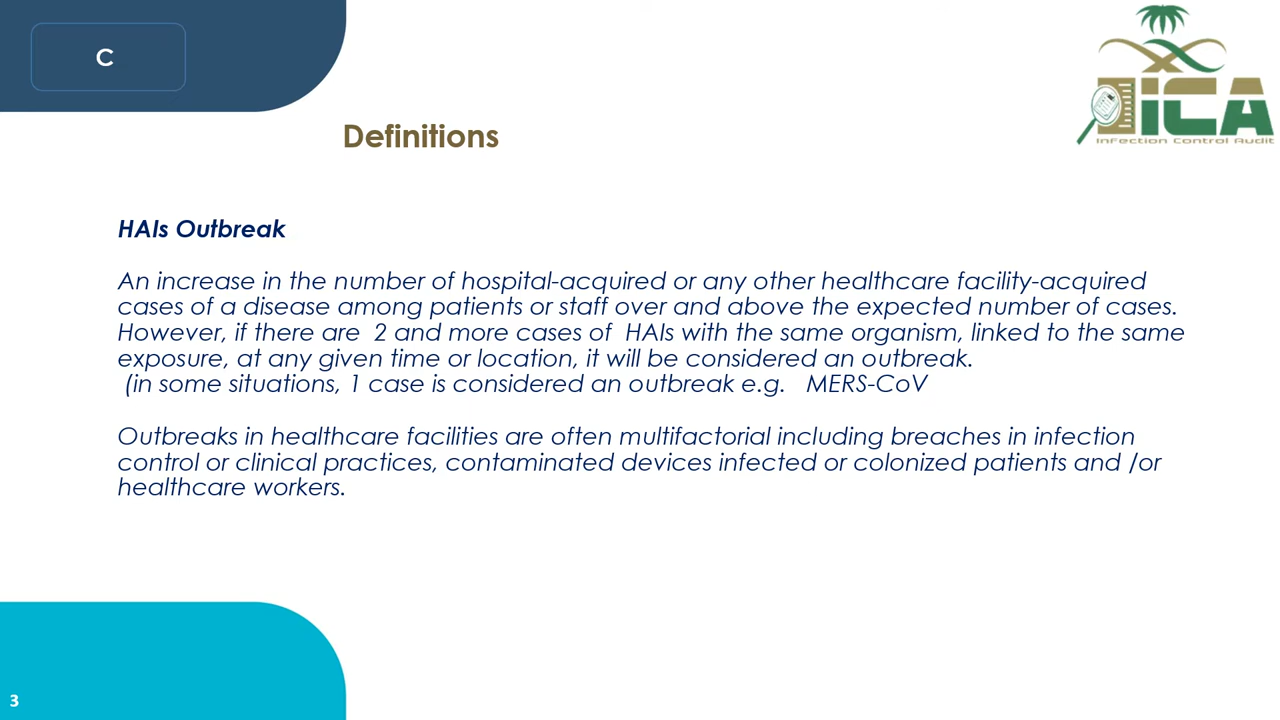 C
iCA
Infection Control Audit
Definitions
HAIs Outbreak
An increase in the number of hospital-acquired or any other healthcare facility-acquired
cases of a disease among patients or staff over and above the expected number of cases.
However, if there are  2 and more cases of  HAIs with the same organism, linked to the same
exposure, at any given time or location, it will be considered an outbreak.
(in some situations, 1 case is considered an outbreak e.g.   MERS-CoV
Outbreaks in healthcare facilities are often multifactorial including breaches in infection
control or clinical practices, contaminated devices infected or colonized patients and /or
healthcare workers.
3